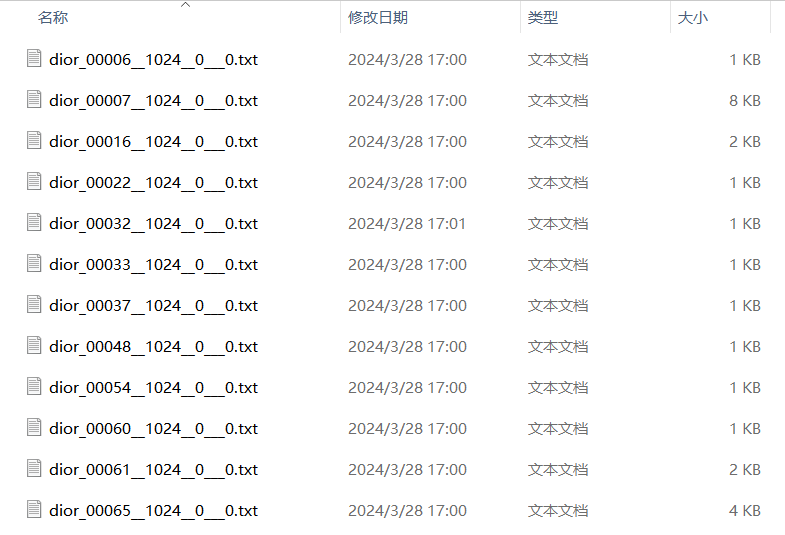 名称 修改日期 类型 大小
dior_00006__1024__0___0.txt 2024/3/28 17:00 文本文档 1 KB
dior_00007__1024__0___0.txt 2024/3/28 17:00 文本文档 8 KB
dior_00016__1024__0___0.txt 2024/3/28 17:00 文本文档 2 KB
dior_00022__1024__0___0.txt 2024/3/28 17:00 文本文档 1 KB
dior_00032__1024__0___0.txt 2024/3/28 17:01 文本文档 1 KB
dior_00033__1024__0___0.txt 2024/3/28 17:00 文本文档 1 KB
dior_00037__1024__0___0.txt 2024/3/28 17:00 文本文档 1 KB
dior_00048__1024__0___0.txt 2024/3/28 17:00 文本文档 1 KB
dior_00054__1024__0___0.txt 2024/3/28 17:00 文本文档 1 KB
dior_00060__1024__0___0.txt 2024/3/28 17:00 文本文档 1 KB
dior_00061__1024__0___0.txt 2024/3/28 17:00 文本文档 2 KB
dior_00065__1024__0___0.txt 2024/3/28 17:00 文本文档 4 KB